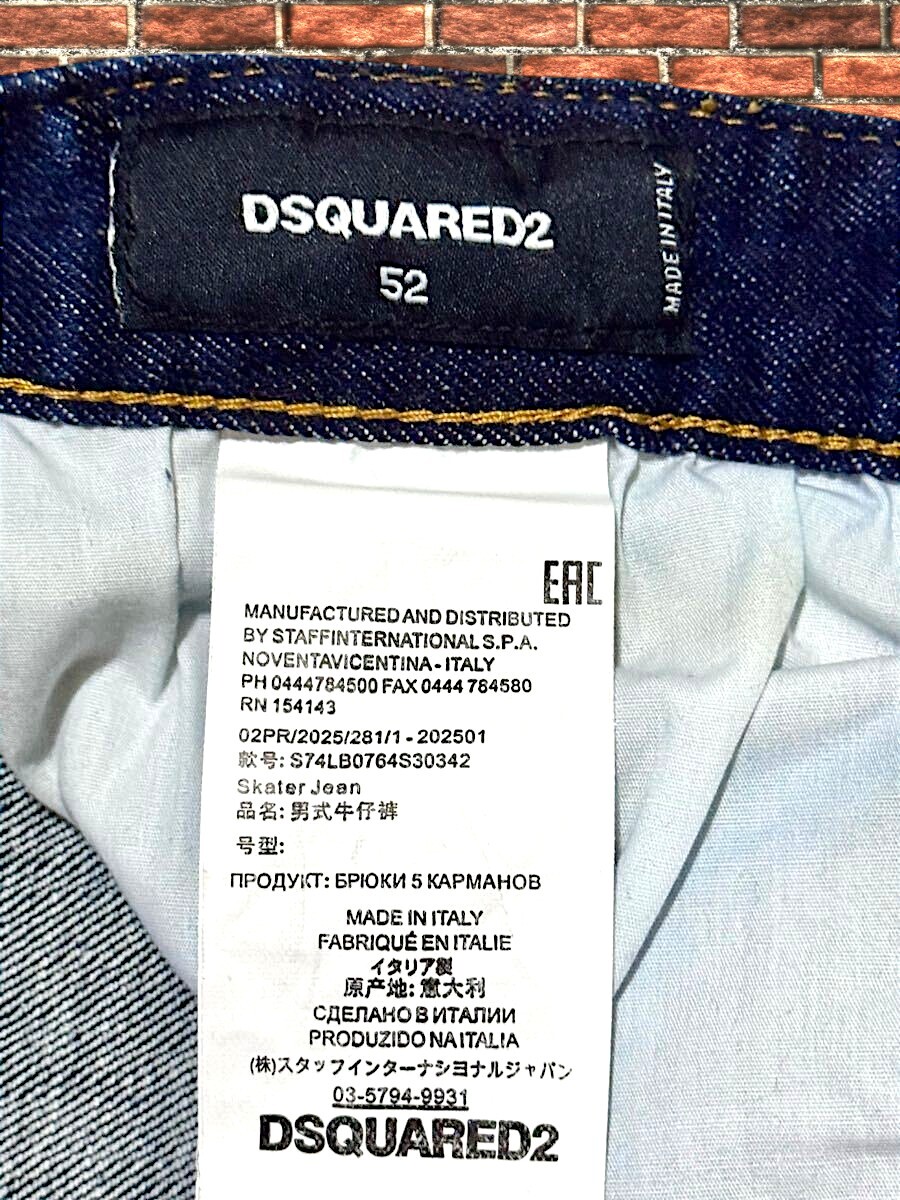 DSQUARED2
52
MADE IN ITALY
EAC
MANUFACTURED AND DISTRIBUTED
BY STAFFINTERNATIONAL S.P.A.
NOVENTAVICENTINA - ITALY
PH 0444784500 FAX 0444 784580
RN 154143
02PR/2025/281/1 - 202501
款号: S74LB0764S30342
Skater Jean
品名: 男式牛仔裤
号型:
ПРОДУКТ: БРЮКИ 5 КАРМАНОВ
MADE IN ITALY
FABRIQUÉ EN ITALIE
イタリア製
原产地: 意大利
СДЕЛАНО В ИТАЛИИ
PRODUZIDO NA ITALIA
(株)スタッフインターナシヨナルジャパン
03-5794-9931
DSQUARED2